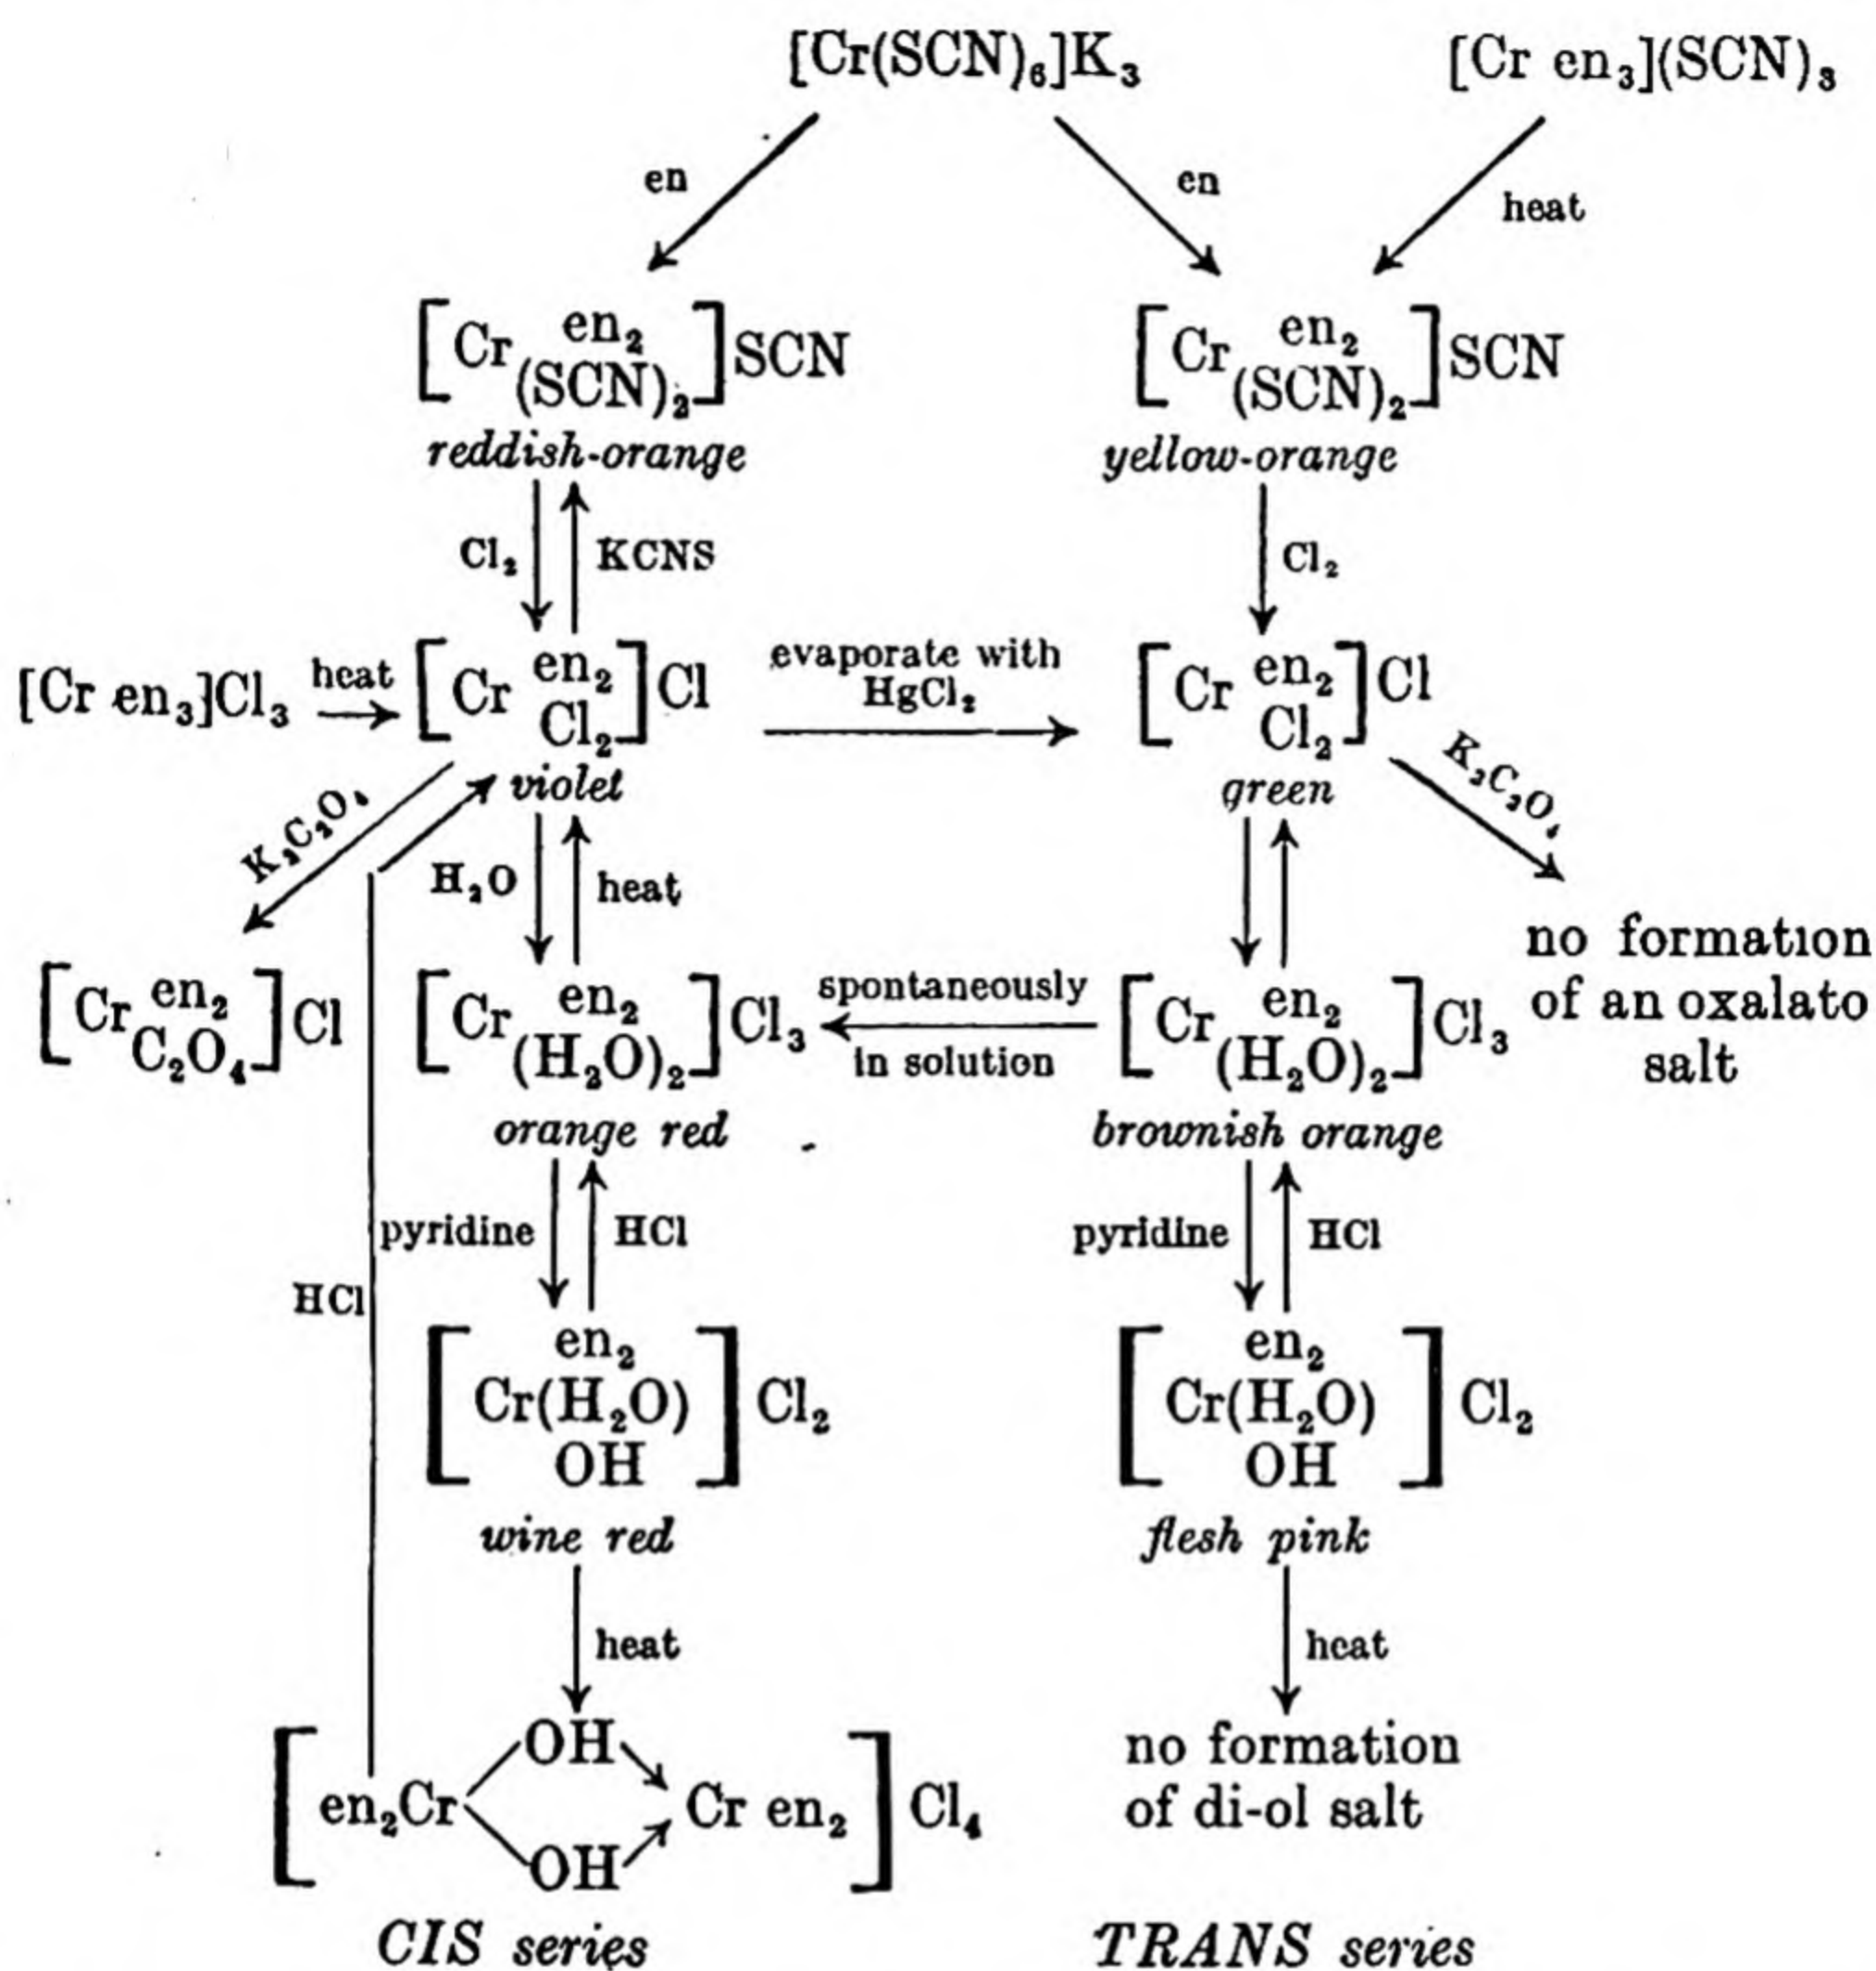 [Cr(SCN)₆]K₃ [Cr en₃](SCN)₃
en en heat
[Cr en₂ (SCN)₂]SCN [Cr en₂ (SCN)₂]SCN
reddish-orange yellow-orange
Cl₂ KCNS Cl₂
[Cr en₃]Cl₃ heat [Cr en₂ Cl₂]Cl evaporate with HgCl₂ [Cr en₂ Cl₂]Cl
violet green
K₂C₂O₄ H₂O heat K₂C₂O₄
no formation
of an oxalato
salt
[Cr en₂ C₂O₄]Cl [Cr en₂ (H₂O)₂]Cl₃ spontaneously in solution [Cr en₂ (H₂O)₂]Cl₃
orange red brownish orange
pyridine HCl pyridine HCl
HCl
[en₂ Cr(H₂O) OH]Cl₂ [en₂ Cr(H₂O) OH]Cl₂
wine red flesh pink
heat heat
[en₂Cr OH OH Cr en₂]Cl₄
no formation
of di-ol salt
CIS series TRANS series